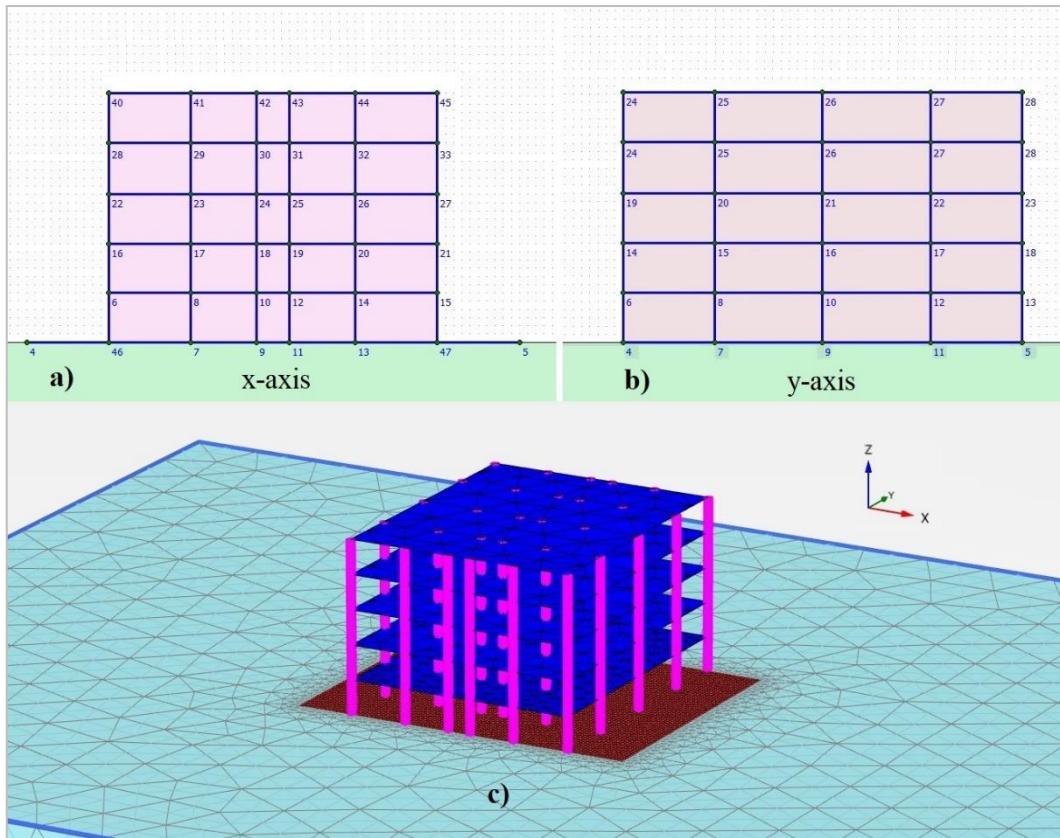 40 41 42 43 44 45
28 29 30 31 32 33
22 23 24 25 26 27
16 17 18 19 20 21
6 8 10 12 14 15
4 46 7 9 11 13 47 5
a) x-axis
24 25 26 27 28
24 25 26 27 28
19 20 21 22 23
14 15 16 17 18
6 8 10 12 13
4 7 9 11 5
b) y-axis
Z
Y
X
c)